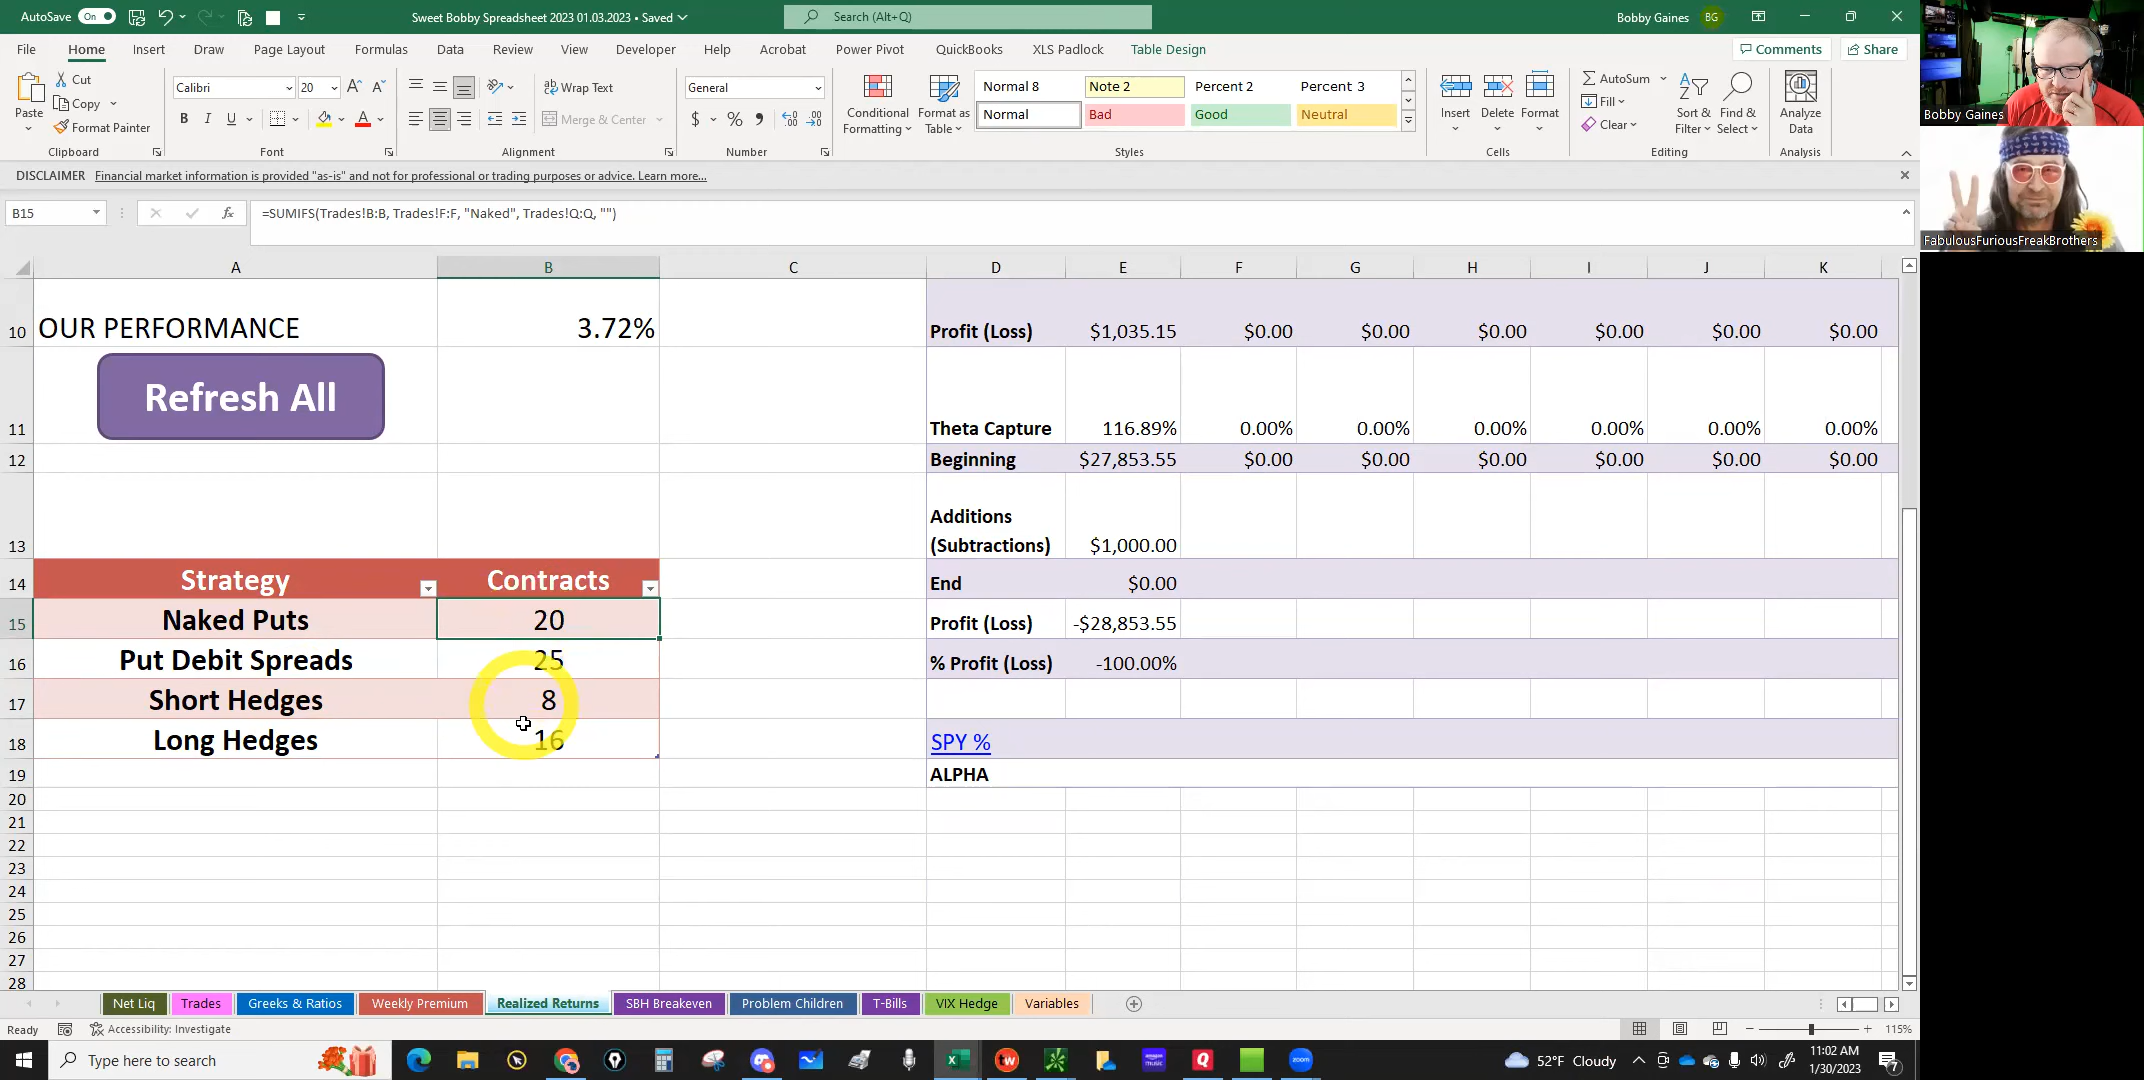 AutoSave On
Sweet Bobby Spreadsheet 2023 01.03.2023 • Saved
Search (Alt+Q)
Bobby Gaines BG
File Home Insert Draw Page Layout Formulas Data Review View Developer Help Acrobat Power Pivot QuickBooks XLS Padlock Table Design
Comments Share
Paste
Cut
Copy
Format Painter
Clipboard
Calibri 20
B I U
Font
Wrap Text
Merge & Center
Alignment
General
$ %
Number
Conditional Formatting
Format as Table
Normal 8 Note 2 Percent 2 Percent 3
Normal Bad Good Neutral
Styles
Insert Delete Format
Cells
AutoSum
Fill
Clear
Sort & Filter
Find & Select
Editing
Analyze Data
Analysis
Bobby Gaines
FabulousFuriousFreakBrothers
DISCLAIMER Financial market information is provided "as-is" and not for professional or trading purposes or advice. Learn more...
B15 fx =SUMIFS(Trades!B:B, Trades!F:F, "Naked", Trades!Q:Q, "")
A B C D E F G H I J K
10 OUR PERFORMANCE 3.72% Profit (Loss) $1,035.15 $0.00 $0.00 $0.00 $0.00 $0.00 $0.00
Refresh All
11 Theta Capture 116.89% 0.00% 0.00% 0.00% 0.00% 0.00% 0.00%
12 Beginning $27,853.55 $0.00 $0.00 $0.00 $0.00 $0.00 $0.00
Additions
13 (Subtractions) $1,000.00
14 Strategy Contracts End $0.00
15 Naked Puts 20 Profit (Loss) -$28,853.55
16 Put Debit Spreads 25 % Profit (Loss) -100.00%
17 Short Hedges 8
18 Long Hedges 16 SPY %
19 ALPHA
20
21
22
23
24
25
26
27
28
Net Liq Trades Greeks & Ratios Weekly Premium Realized Returns SBH Breakeven Problem Children T-Bills VIX Hedge Variables
Ready Accessibility: Investigate 115%
Type here to search
52°F Cloudy
11:02 AM
1/30/2023
7